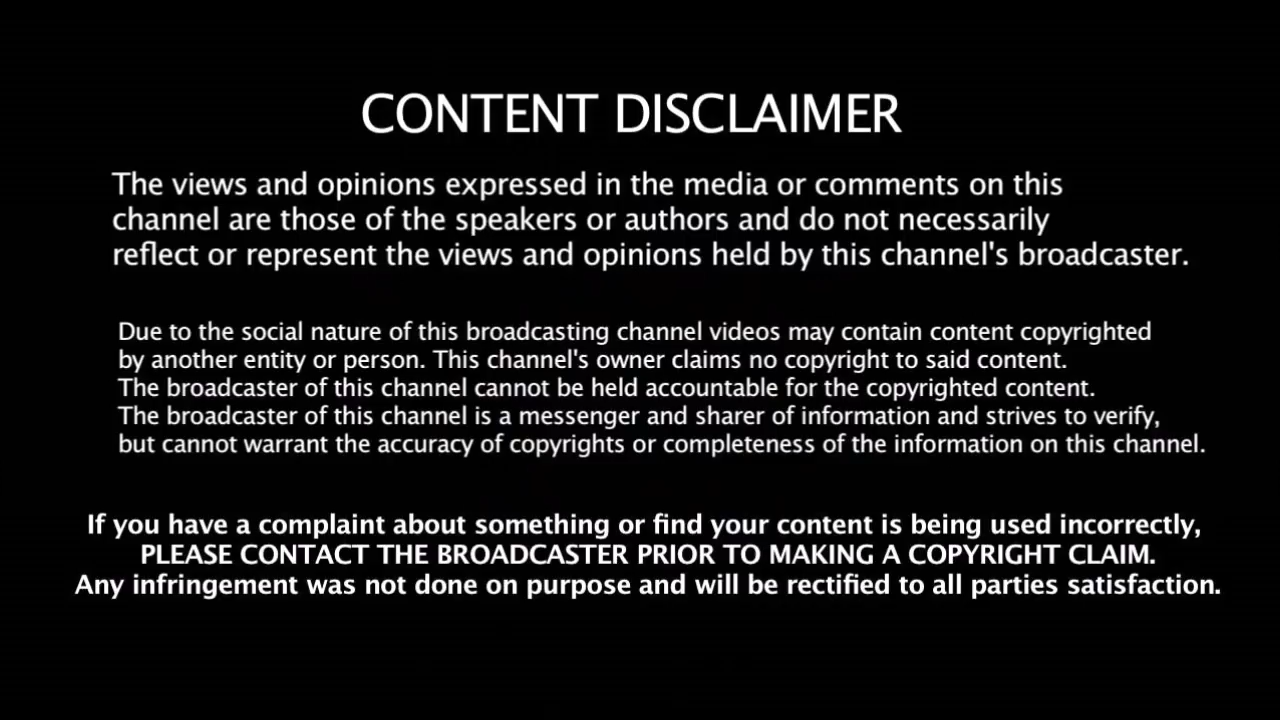 CONTENT DISCLAIMER
The views and opinions expressed in the media or comments on this
channel are those of the speakers or authors and do not necessarily
reflect or represent the views and opinions held by this channel's broadcaster.
Due to the social nature of this broadcasting channel videos may contain content copyrighted
by another entity or person. This channel's owner claims no copyright to said content.
The broadcaster of this channel cannot be held accountable for the copyrighted content.
The broadcaster of this channel is a messenger and sharer of information and strives to verify,
but cannot warrant the accuracy of copyrights or completeness of the information on this channel.
If you have a complaint about something or find your content is being used incorrectly,
PLEASE CONTACT THE BROADCASTER PRIOR TO MAKING A COPYRIGHT CLAIM.
Any infringement was not done on purpose and will be rectified to all parties satisfaction.